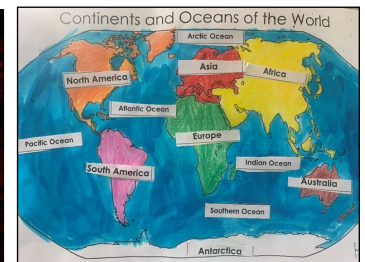 Continents and Oceans of the World
Arctic Ocean
North America
Asia
Africa
Atlantic Ocean
Europe
Pacific Ocean
South America
Indian Ocean
Australia
Southern Ocean
Antarctica